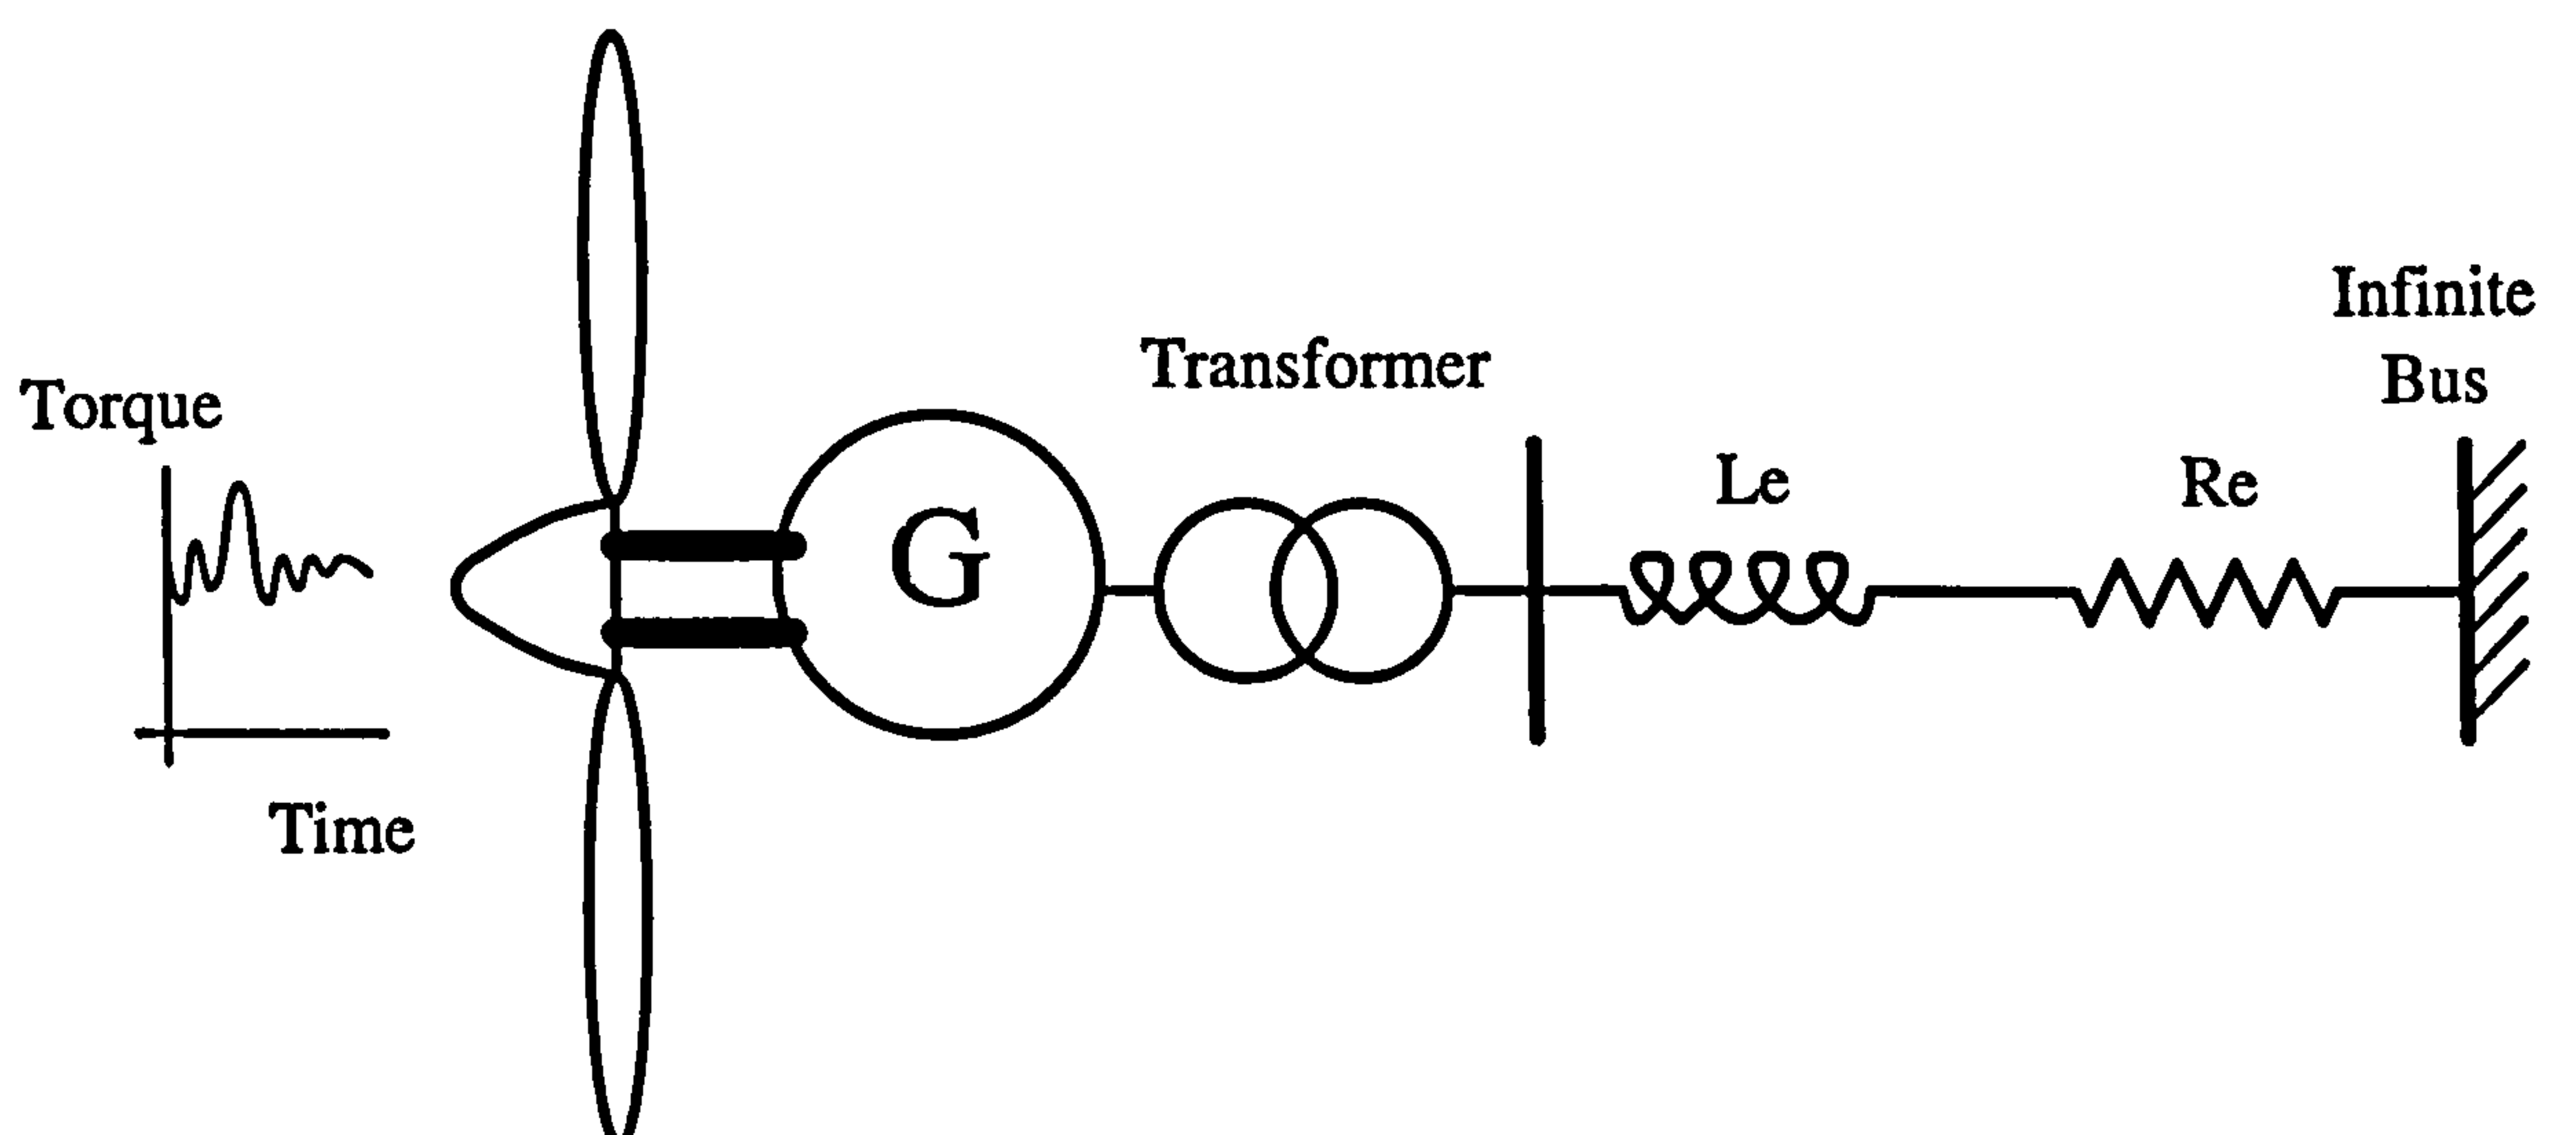 Torque
Time
G
Transformer
Le
Re
Infinite
Bus